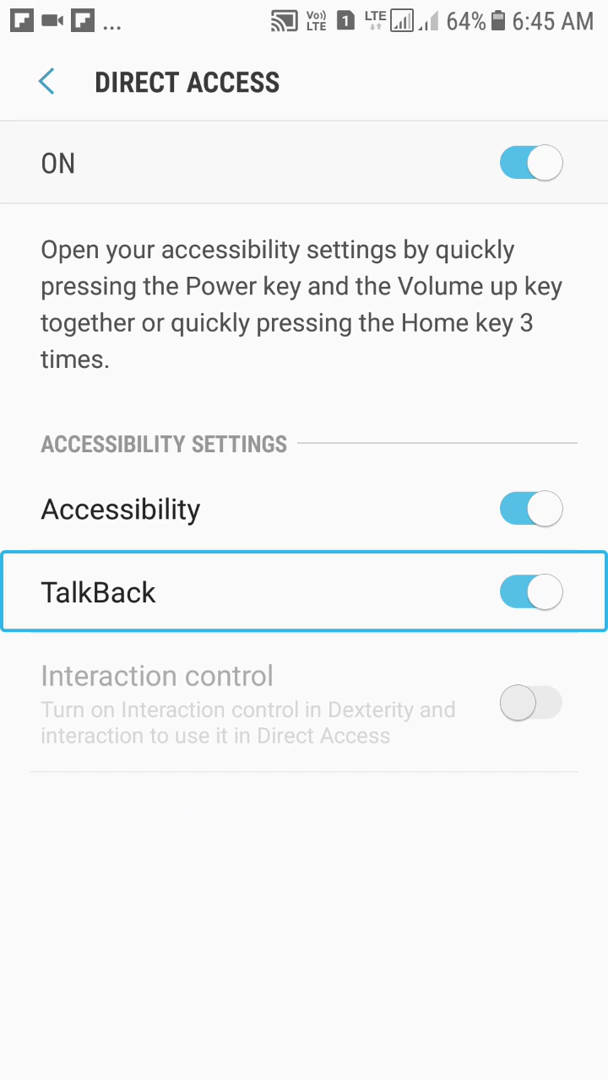 ... Vo)) LTE 1 LTE 64% 6:45 AM
DIRECT ACCESS
ON
Open your accessibility settings by quickly
pressing the Power key and the Volume up key
together or quickly pressing the Home key 3
times.
ACCESSIBILITY SETTINGS
Accessibility
TalkBack
Interaction control
Turn on Interaction control in Dexterity and
interaction to use it in Direct Access